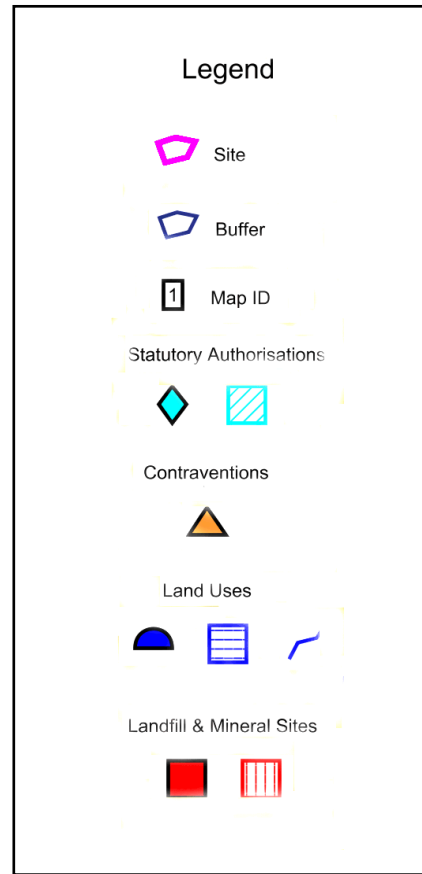 Legend
Site
Buffer
1 Map ID
Statutory Authorisations
Contraventions
Land Uses
Landfill & Mineral Sites